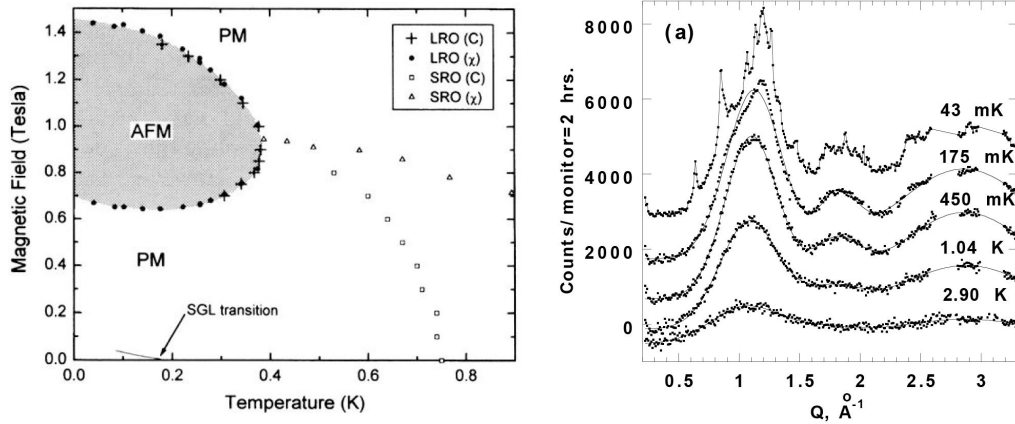 1.4
1.2
1.0
0.8
0.6
0.4
0.2
0.0
Magnetic Field (Tesla)
PM
AFM
PM
SGL transition
LRO (C)
LRO (χ)
SRO (C)
SRO (χ)
0.0 0.2 0.4 0.6 0.8
Temperature (K)
(a)
8000
6000
4000
2000
0
Counts/monitor=2 hrs.
43 mK
175 mK
450 mK
1.04 K
2.90 K
0.5 1 1.5 2 2.5 3
Q, Å⁻¹